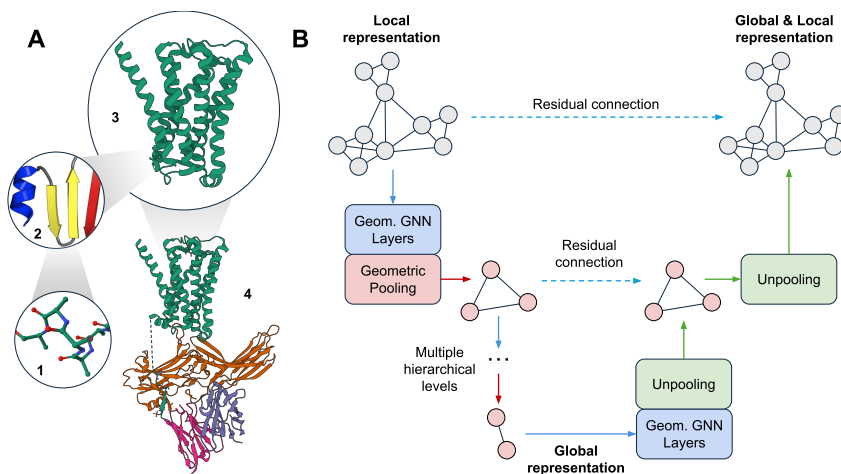 A
3
2
1
4
B
Local
representation
Global & Local
representation
Residual connection
Geom. GNN
Layers
Geometric
Pooling
Residual
connection
Unpooling
Multiple
hierarchical
levels
...
Unpooling
Geom. GNN
Layers
Global
representation